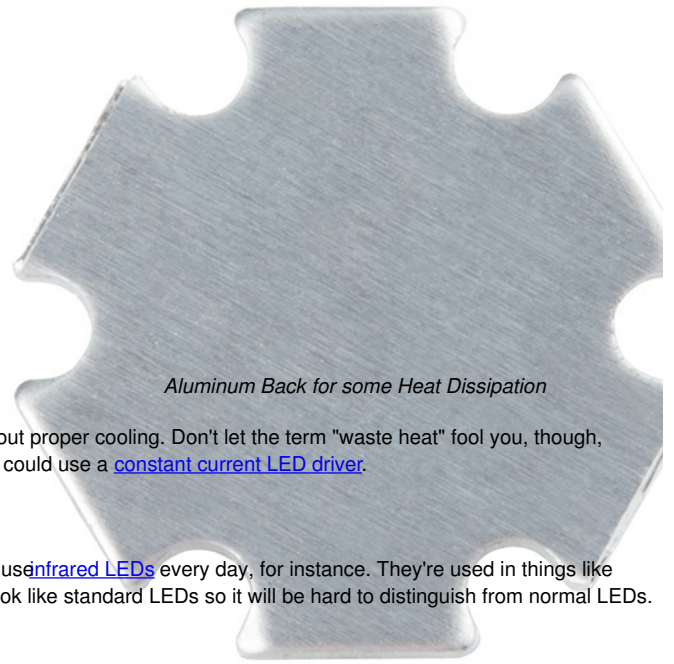 Aluminum Back for some Heat Dissipation
out proper cooling. Don't let the term "waste heat" fool you, though,
could use a constant current LED driver.
useinfrared LEDs every day, for instance. They're used in things like
ok like standard LEDs so it will be hard to distinguish from normal LEDs.